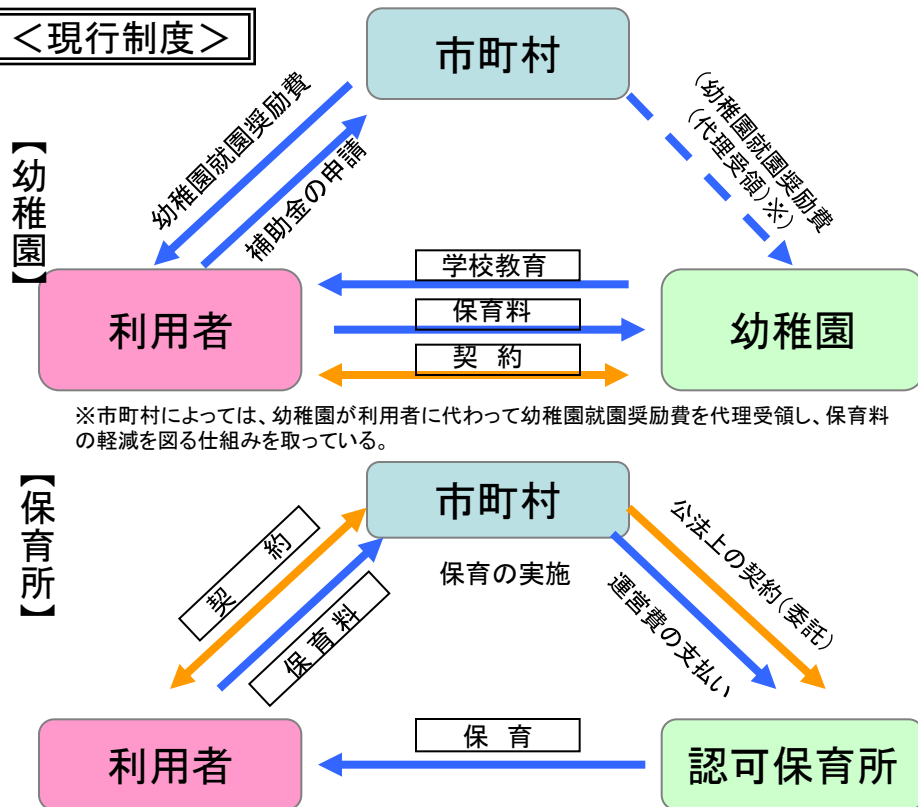 ＜現行制度＞
市町村
【幼稚園】
幼稚園就園奨励費
補助金の申請
(幼稚園就園奨励費
(代理受領)※)
学校教育
利用者
保育料
幼稚園
契 約
※市町村によっては、幼稚園が利用者に代わって幼稚園就園奨励費を代理受領し、保育料
の軽減を図る仕組みを取っている。
【保育所】
市町村
契 約
保育料
保育の実施
公法上の契約(委託)
運営費の支払い
利用者
保 育
認可保育所